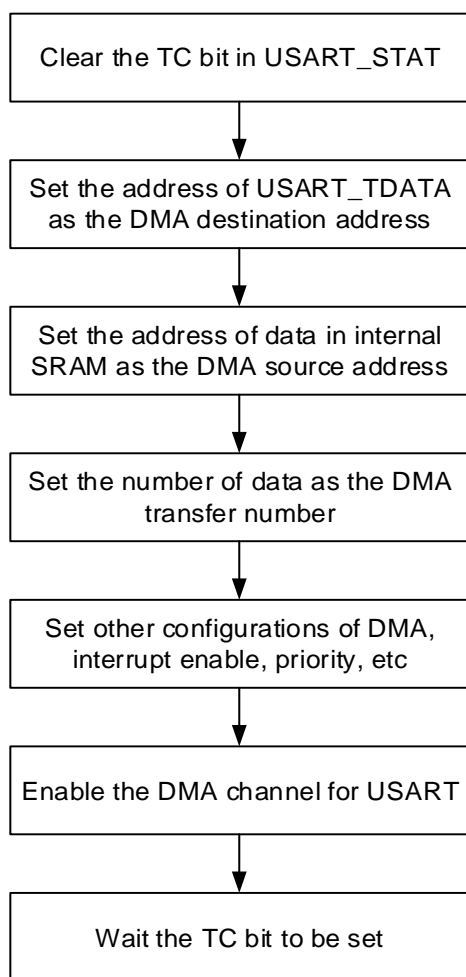 Clear the TC bit in USART_STAT
Set the address of USART_TDATA
as the DMA destination address
Set the address of data in internal
SRAM as the DMA source address
Set the number of data as the DMA
transfer number
Set other configurations of DMA,
interrupt enable, priority, etc
Enable the DMA channel for USART
Wait the TC bit to be set